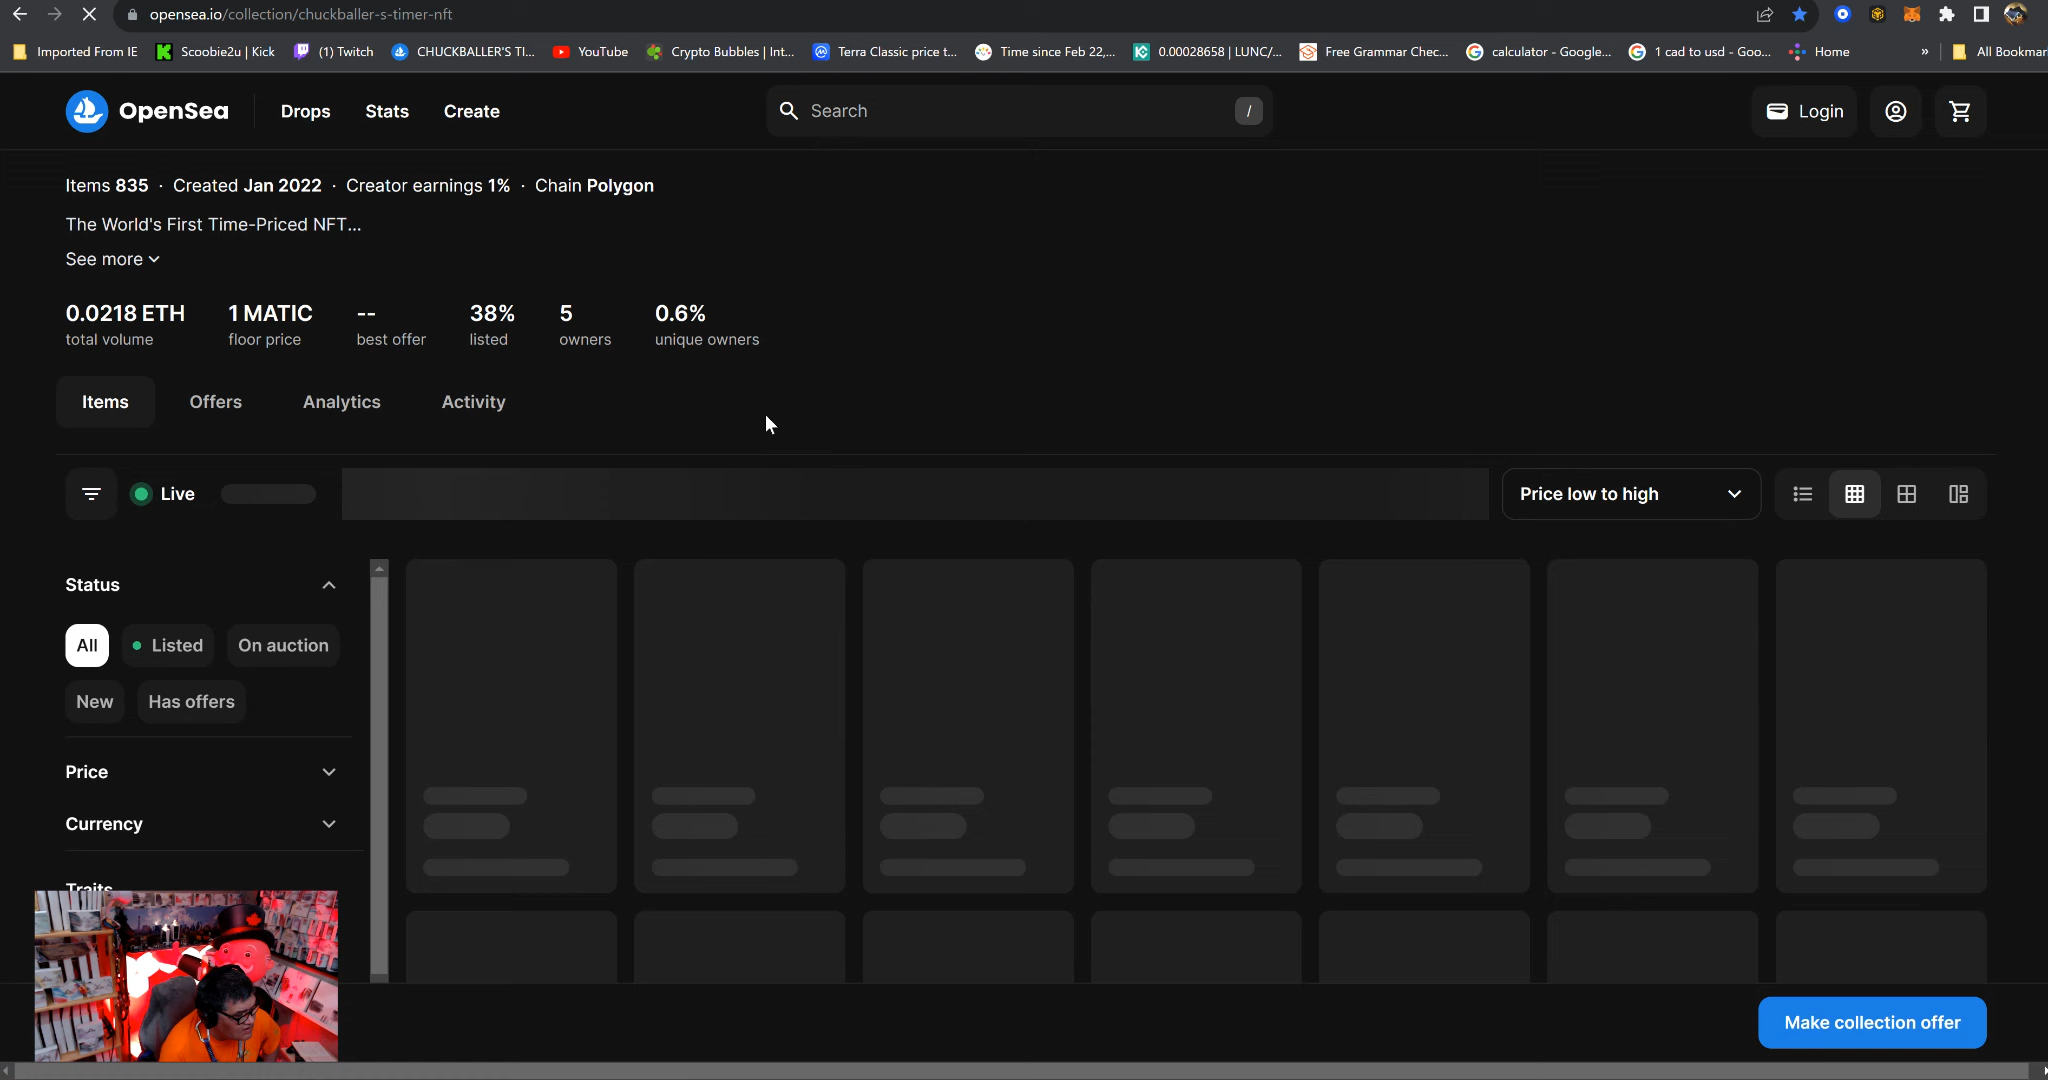 opensea.io/collection/chuckballer-s-timer-nft
Imported From IE
Scoobie2u | Kick
(1) Twitch
CHUCKBALLER'S TI...
YouTube
Crypto Bubbles | Int...
Terra Classic price t...
Time since Feb 22,...
0.00028658 | LUNC/...
Free Grammar Chec...
calculator - Google...
1 cad to usd - Goo...
Home
»
All Bookmar
OpenSea
Drops
Stats
Create
Search
/
Login
Items 835 · Created Jan 2022 · Creator earnings 1% · Chain Polygon
The World's First Time-Priced NFT...
See more
0.0218 ETH
total volume
1 MATIC
floor price
--
best offer
38%
listed
5
owners
0.6%
unique owners
Items
Offers
Analytics
Activity
Live
Price low to high
Status
All
Listed
On auction
New
Has offers
Price
Currency
Traits
Make collection offer